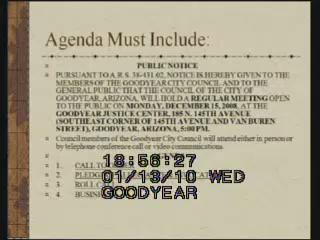 Agenda Must Include:
PUBLIC NOTICE
PURSUANT TO A.R.S. 38-431.02, NOTICE IS HEREBY GIVEN TO THE
MEMBERS OF THE GOODYEAR CITY COUNCIL AND TO THE
GENERAL PUBLIC THAT THE COUNCIL OF THE CITY OF
GOODYEAR, ARIZONA, WILL HOLD A REGULAR MEETING OPEN
TO THE PUBLIC ON MONDAY, DECEMBER 15, 2008, AT THE
GOODYEAR JUSTICE CENTER, 185 N. 145TH AVENUE
(SOUTHEAST CORNER OF 145TH AVENUE AND VAN BUREN
STREET), GOODYEAR, ARIZONA, 5:00 PM.
Council members of the Goodyear City Council will attend either in person or
by telephone conference call or video communications.
1. CALL TO
2. PLEDGE
3. ROLL
4.
18:56:27
01/13/10 WED
GOODYEAR